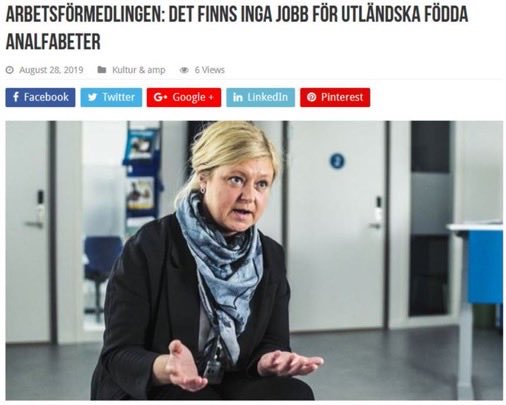 ARBETSFÖRMEDLINGEN: DET FINNS INGA JOBB FÖR UTLÄNDSKA FÖDDA
ANALFABETER
August 28, 2019 Kultur & amp 6 Views
Facebook Twitter Google + LinkedIn Pinterest
2